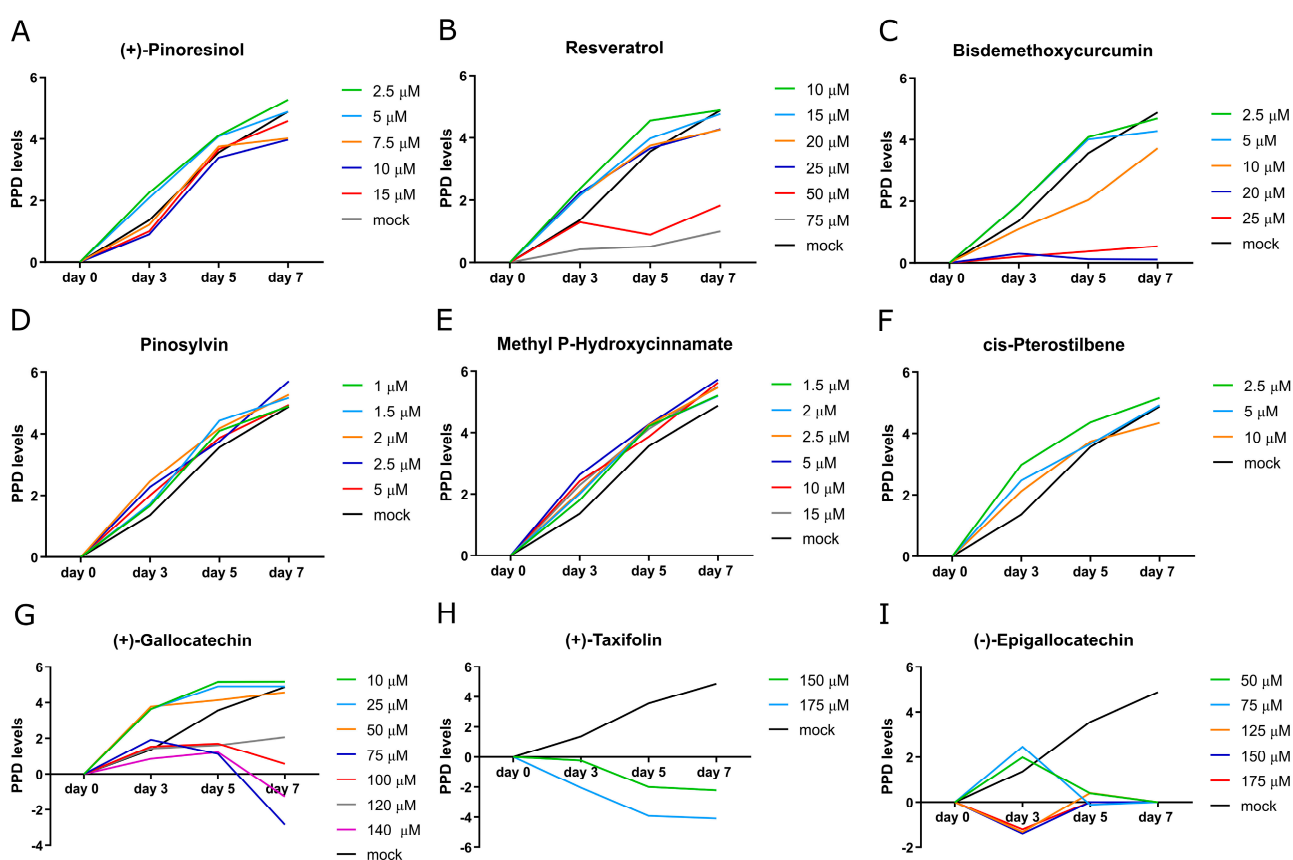 A
(+)-Pinoresinol
PPD levels
6
4
2
0
day 0
day 3
day 5
day 7
2.5 μM
5 μM
7.5 μM
10 μM
15 μM
mock
B
Resveratrol
PPD levels
6
4
2
0
day 0
day 3
day 5
day 7
10 μM
15 μM
20 μM
25 μM
50 μM
75 μM
mock
C
Bisdemethoxycurcumin
PPD levels
6
4
2
0
day 0
day 3
day 5
day 7
2.5 μM
5 μM
10 μM
20 μM
25 μM
mock
D
Pinosylvin
PPD levels
6
4
2
0
day 0
day 3
day 5
day 7
1 μM
1.5 μM
2 μM
2.5 μM
5 μM
mock
E
Methyl P-Hydroxycinnamate
PPD levels
6
4
2
0
day 0
day 3
day 5
day 7
1.5 μM
2 μM
2.5 μM
5 μM
10 μM
15 μM
mock
F
cis-Pterostilbene
PPD levels
6
4
2
0
day 0
day 3
day 5
day 7
2.5 μM
5 μM
10 μM
mock
G
(+)-Gallocatechin
PPD levels
6
4
2
0
-2
-4
day 0
day 3
day 5
day 7
10 μM
25 μM
50 μM
75 μM
100 μM
120 μM
140 μM
mock
H
(+)-Taxifolin
PPD levels
6
4
2
0
-2
-4
-6
day 0
day 3
day 5
day 7
150 μM
175 μM
mock
I
(-)-Epigallocatechin
PPD levels
6
4
2
0
-2
day 0
day 3
day 5
day 7
50 μM
75 μM
125 μM
150 μM
175 μM
mock